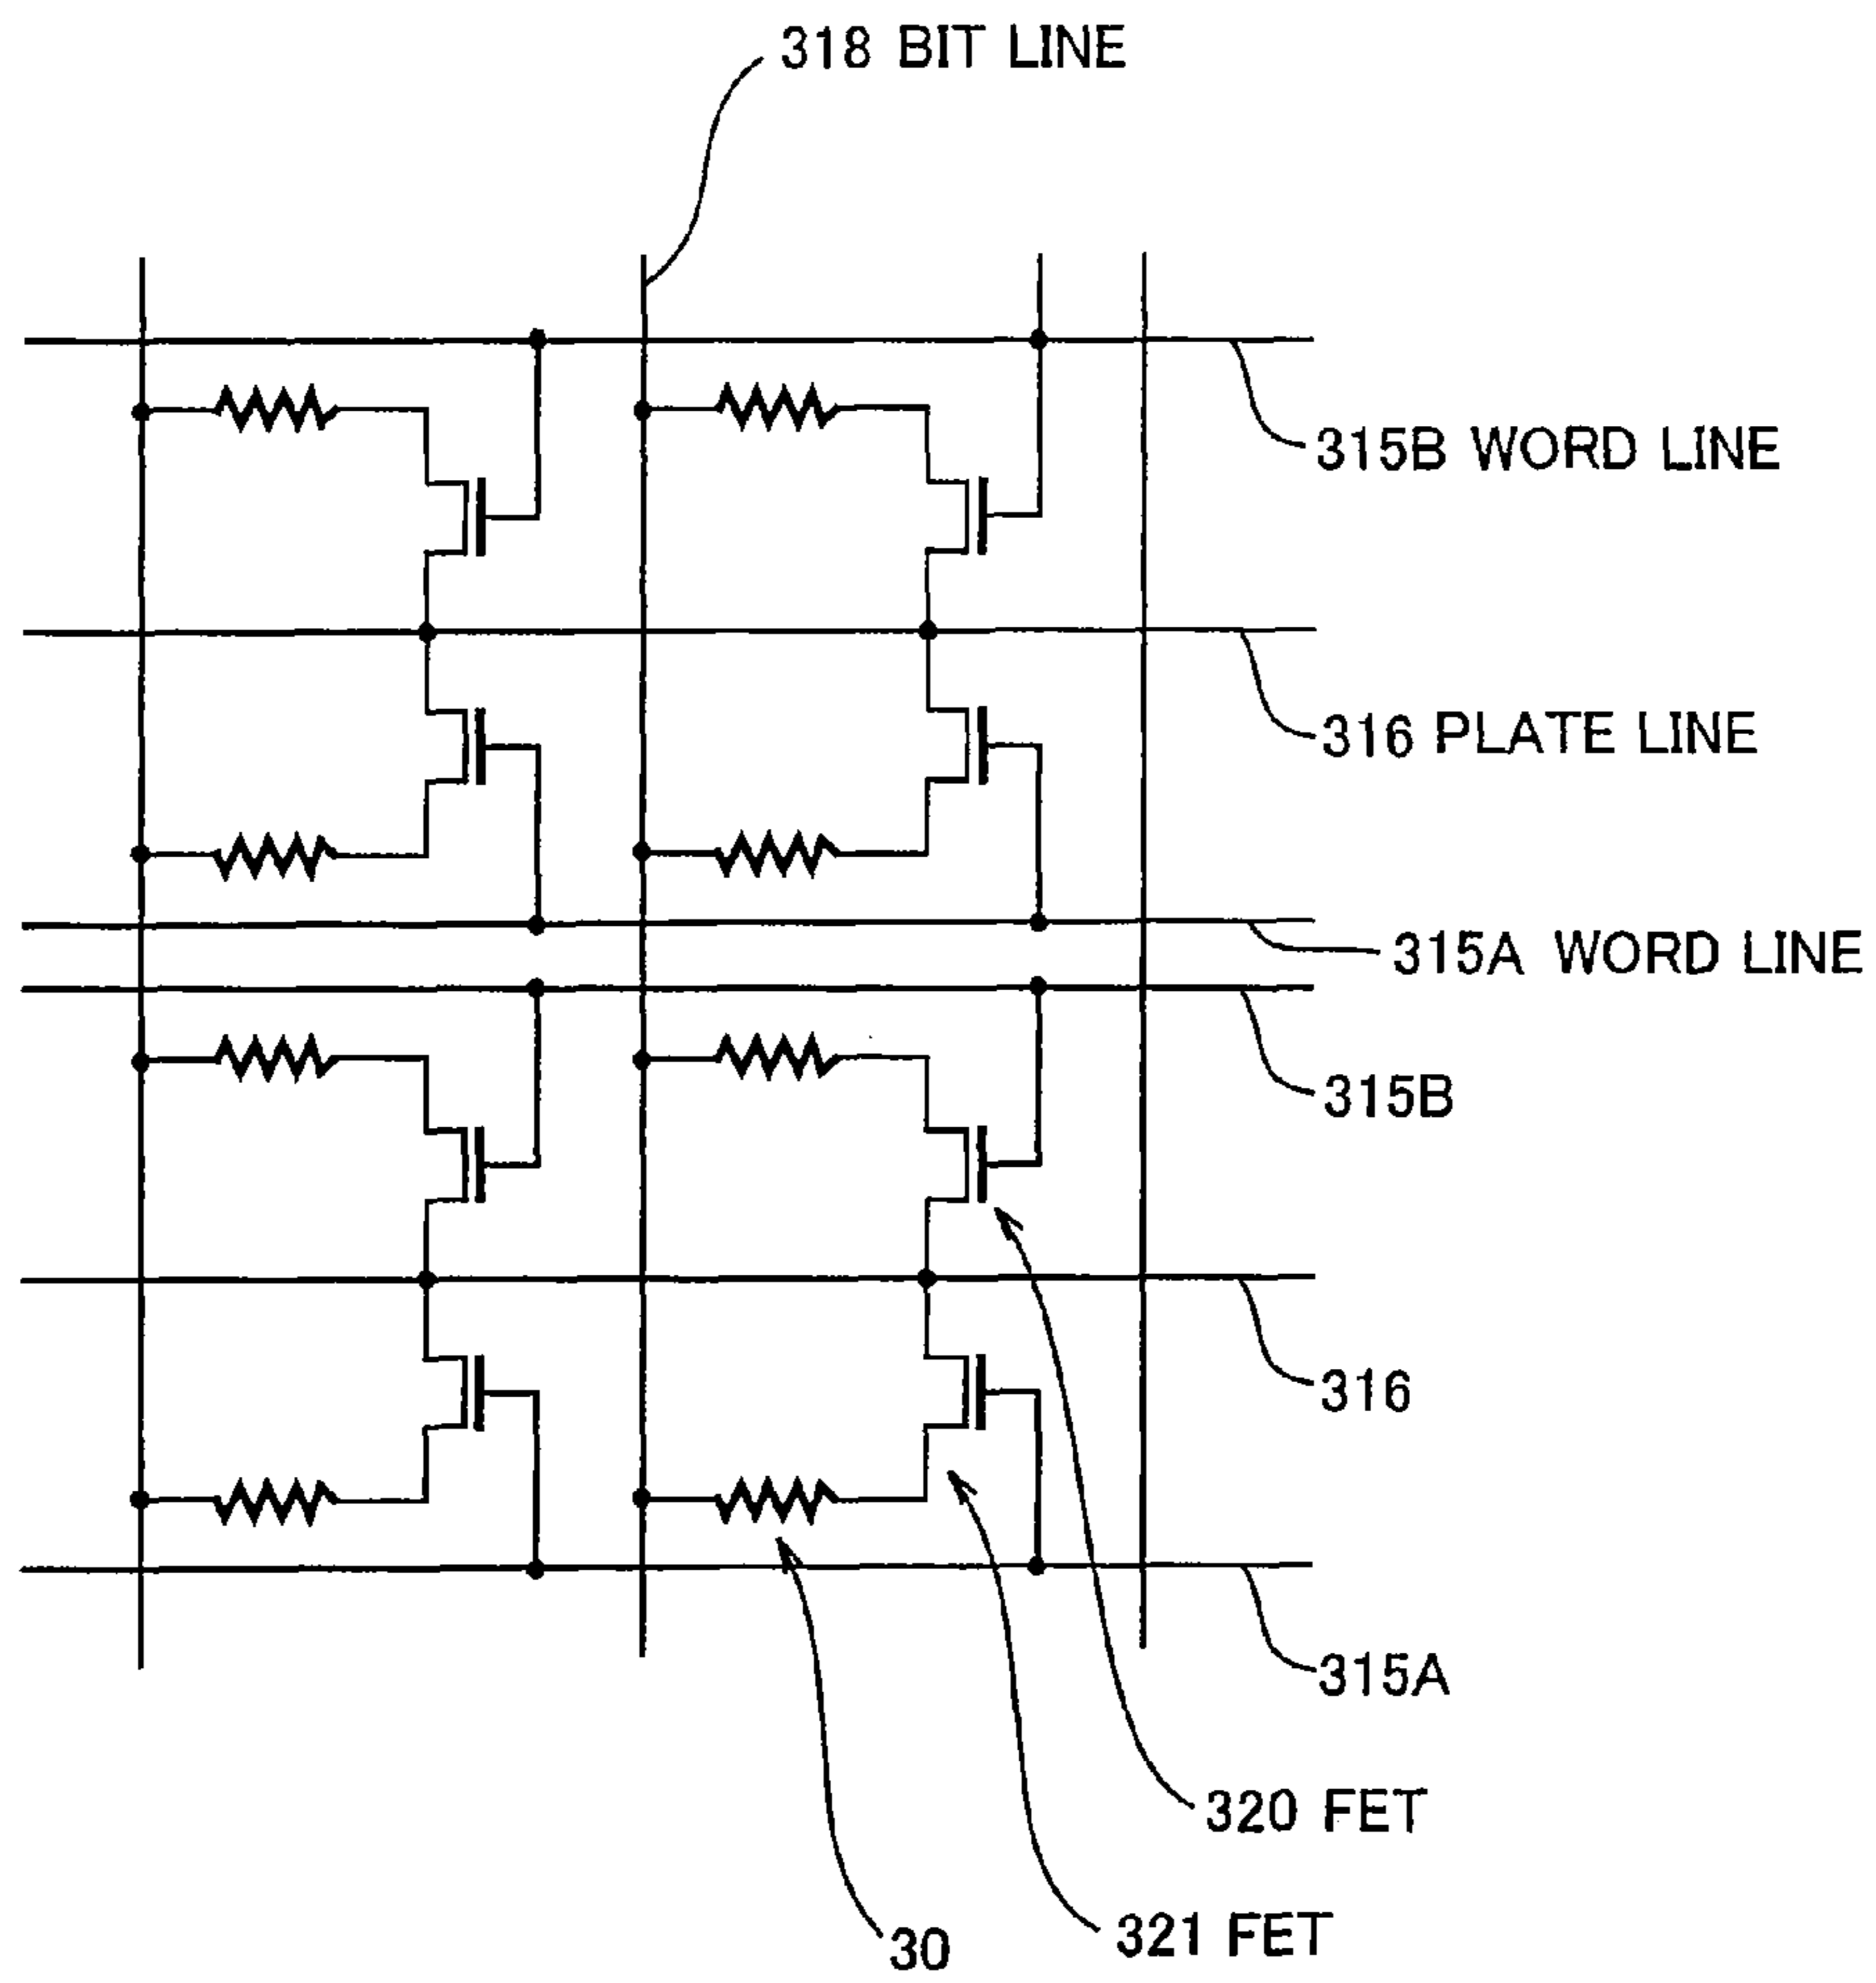 318 BIT LINE
315B WORD LINE
316 PLATE LINE
315A WORD LINE
315B
316
315A
320 FET
321 FET
30